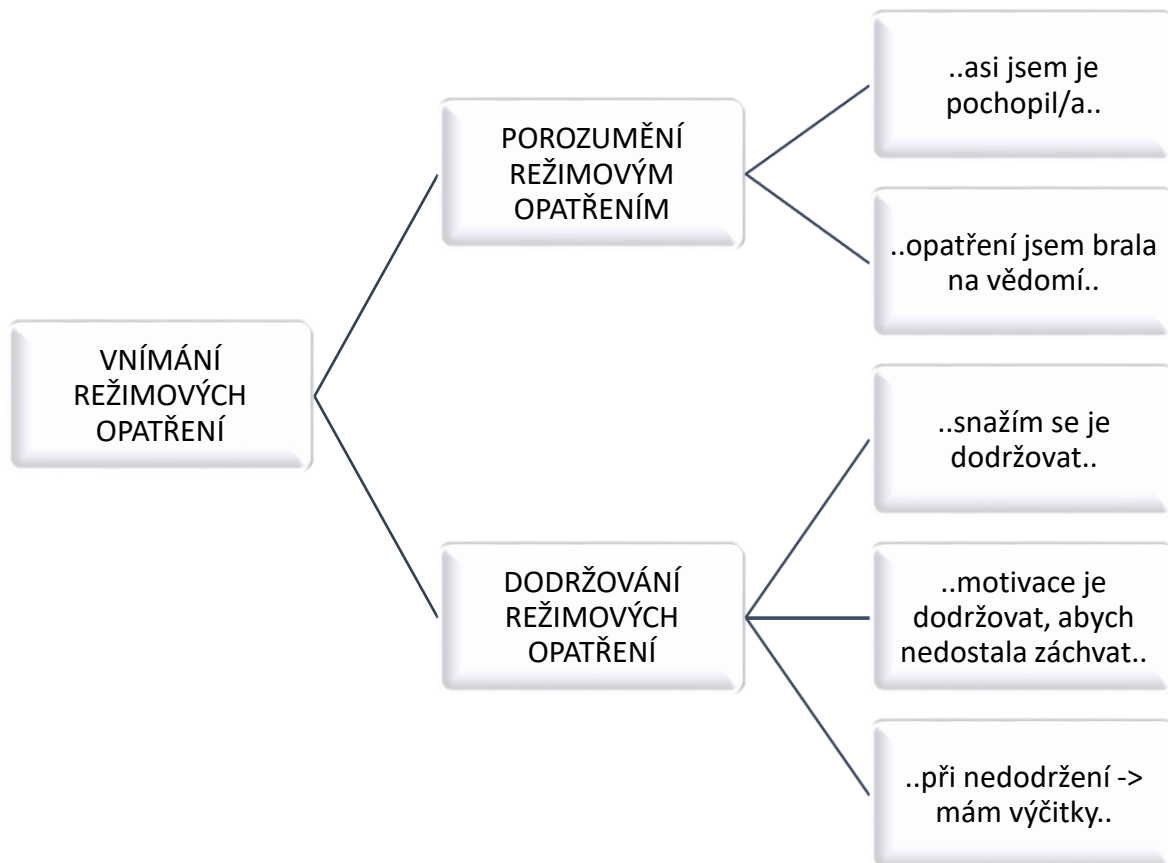 VNÍMÁNÍ
REŽIMOVÝCH
OPATŘENÍ
POROZUMĚNÍ
REŽIMOVÝM
OPATŘENÍM
..asi jsem je
pochopil/a..
..opatření jsem brala
na vědomí..
DODRŽOVÁNÍ
REŽIMOVÝCH
OPATŘENÍ
..snažím se je
dodržovat..
..motivace je
dodržovat, abych
nedostala záchvat..
..při nedodržení ->
mám výčitky..